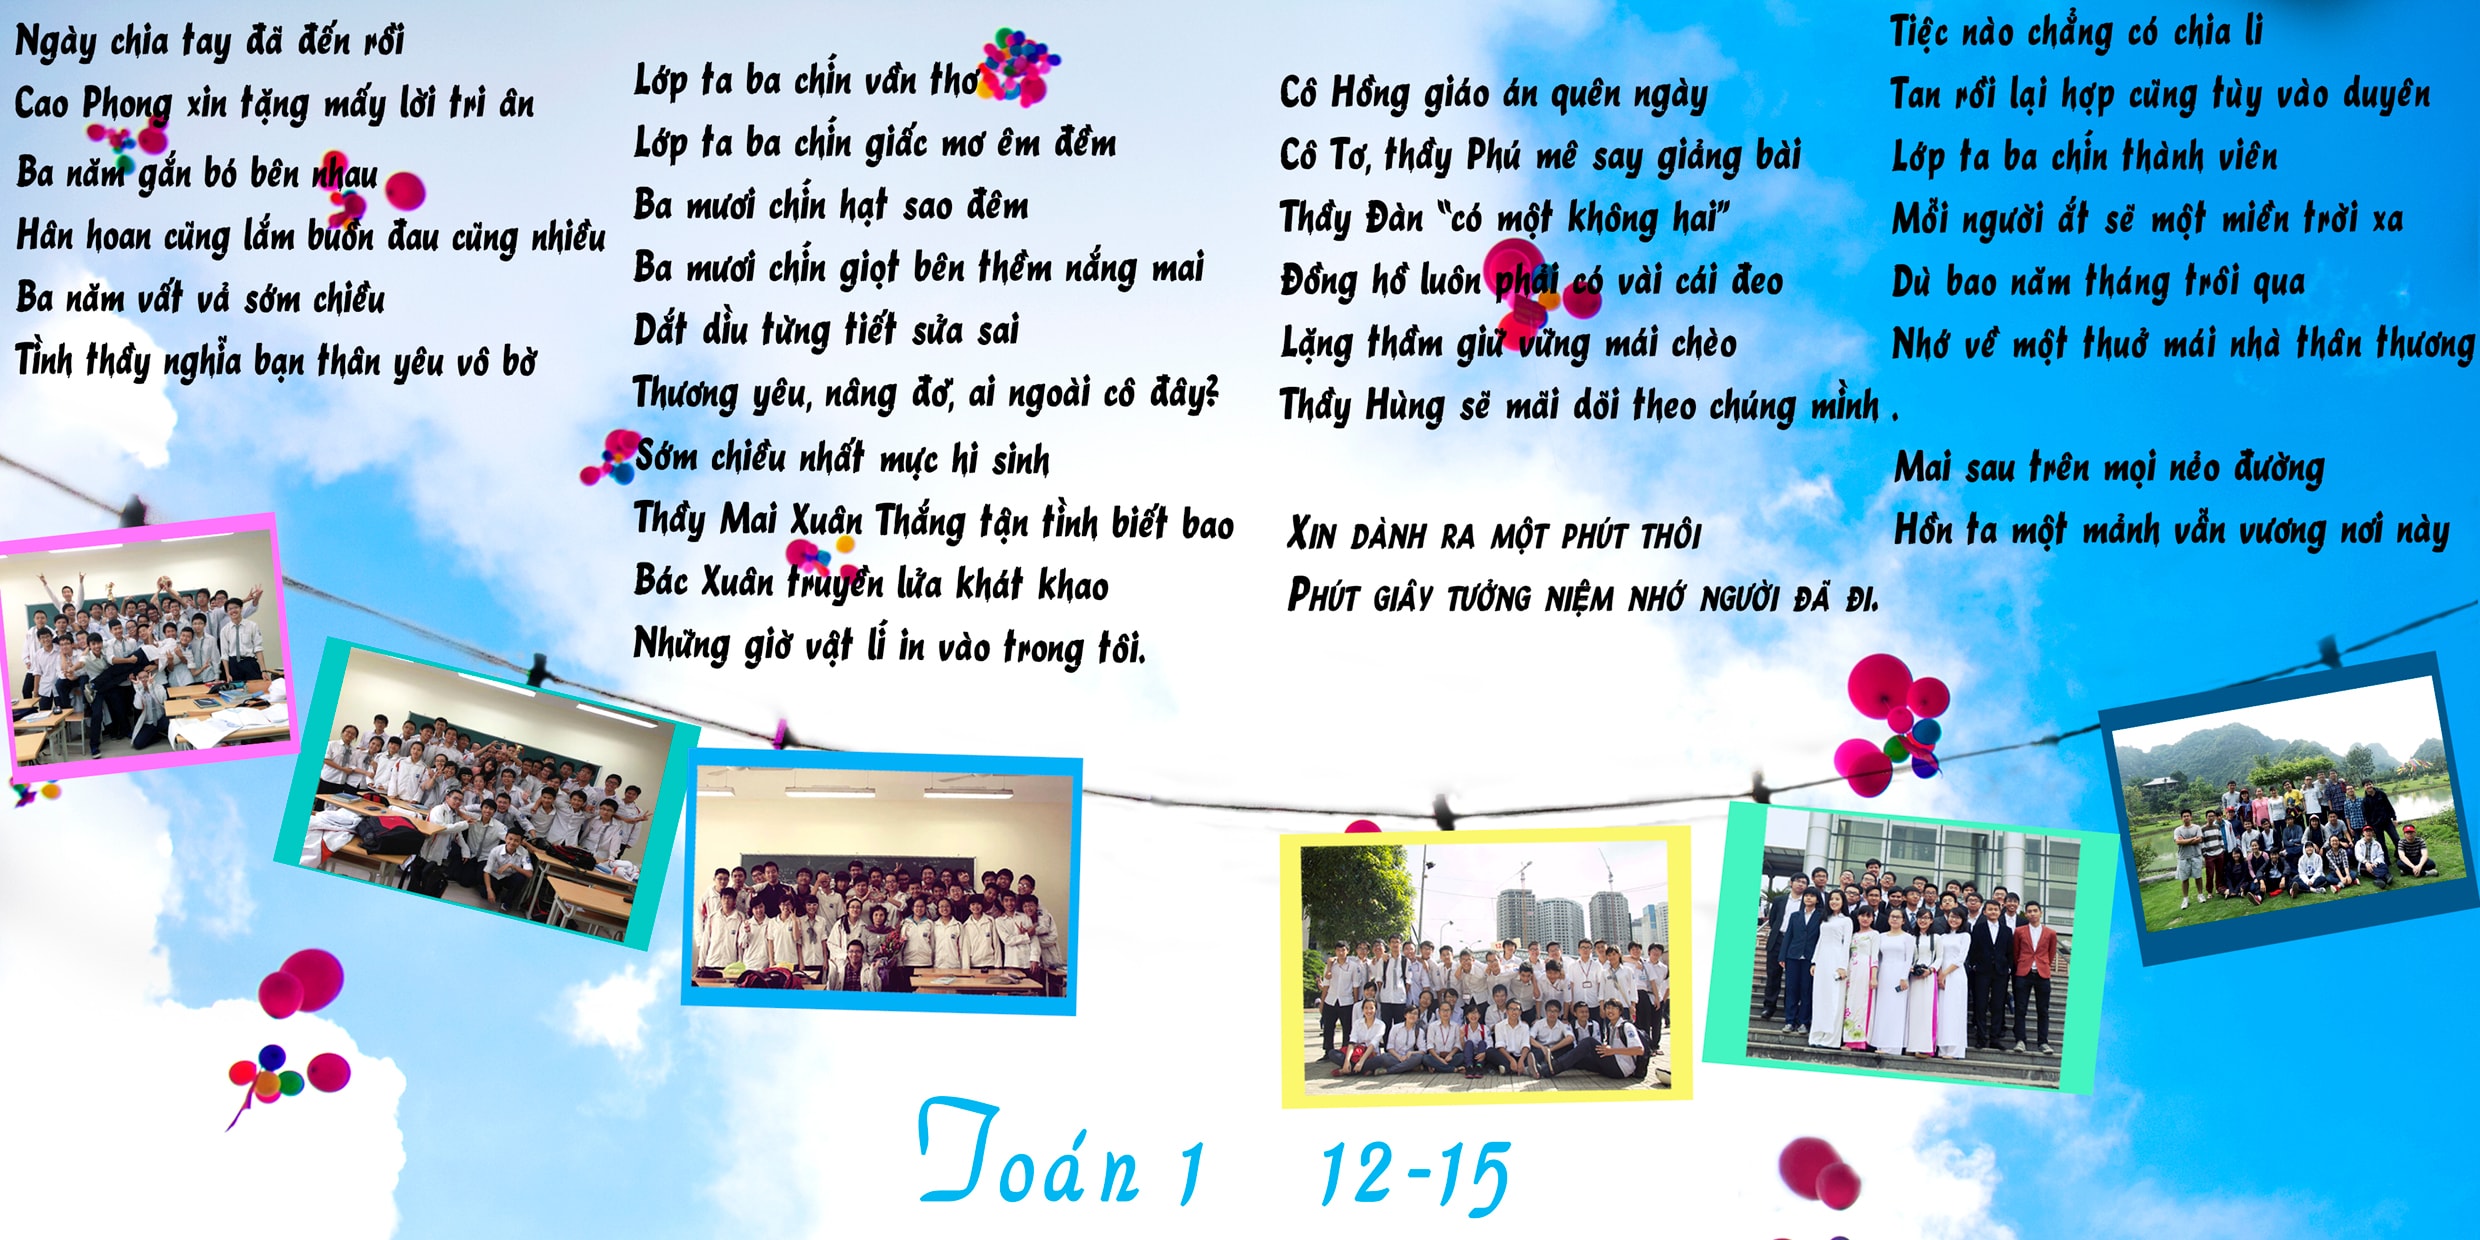 Ngày chia tay đã đến rồi
Cao Phong xin tặng mấy lời tri ân
Ba năm gắn bó bên nhau
Hân hoan cũng lắm buồn đau cũng nhiều
Ba năm vất vả sớm chiều
Tình thầy nghĩa bạn thân yêu vô bờ
Lớp ta ba chín vần thơ
Lớp ta ba chín giấc mơ êm đềm
Ba mươi chín hạt sao đêm
Ba mươi chín giọt bên thềm nắng mai
Dắt dìu từng tiết sửa sai
Thương yêu, nâng đỡ, ai ngoài cô đây?
Sớm chiều nhất mực hi sinh
Thầy Mai Xuân Thắng tận tình biết bao
Bác Xuân truyền lửa khát khao
Những giờ vật lí in vào trong tôi.
Cô Hồng giáo án quên ngày
Cô Tơ, thầy Phú mê say giảng bài
Thầy Đàn "có một không hai"
Đồng hồ luôn phải có vài cái đeo
Lặng thầm giữ vững mái chèo
Thầy Hùng sẽ mãi dõi theo chúng mình .
XIN DÀNH RA MỘT PHÚT THÔI
PHÚT GIÂY TƯỞNG NIỆM NHỚ NGƯỜI ĐÃ ĐI.
Tiệc nào chẳng có chia li
Tan rồi lại hợp cũng tùy vào duyên
Lớp ta ba chín thành viên
Mỗi người ắt sẽ một miền trời xa
Dù bao năm tháng trôi qua
Nhớ về một thuở mái nhà thân thương
Mai sau trên mọi nẻo đường
Hồn ta một mảnh vẫn vương nơi này
Toán 1 12-15